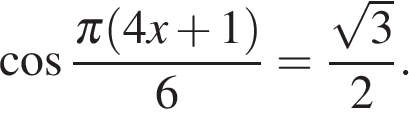 cos π(4x + 1)/6 = √3/2.